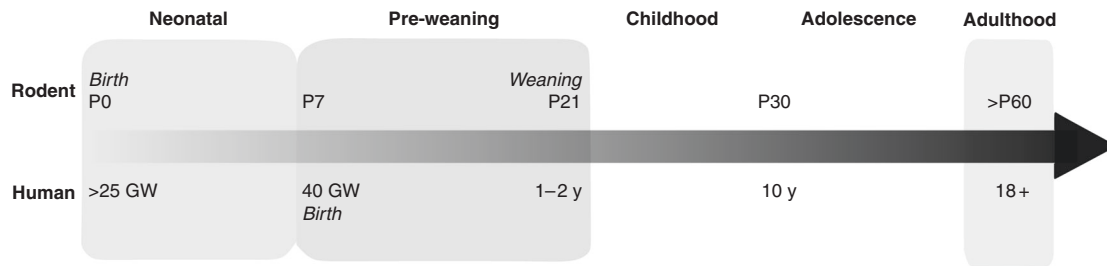 Neonatal Pre-weaning Childhood Adolescence Adulthood
Birth Weaning
Rodent P0 P7 P21 P30 >P60
Human >25 GW 40 GW 1–2 y 10 y 18+
Birth